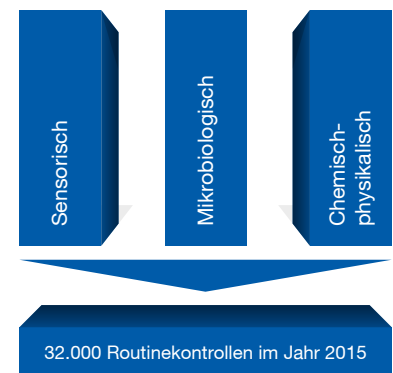 Sensorisch
Mikrobiologisch
Chemisch-
physikalisch
32.000 Routinekontrollen im Jahr 2015